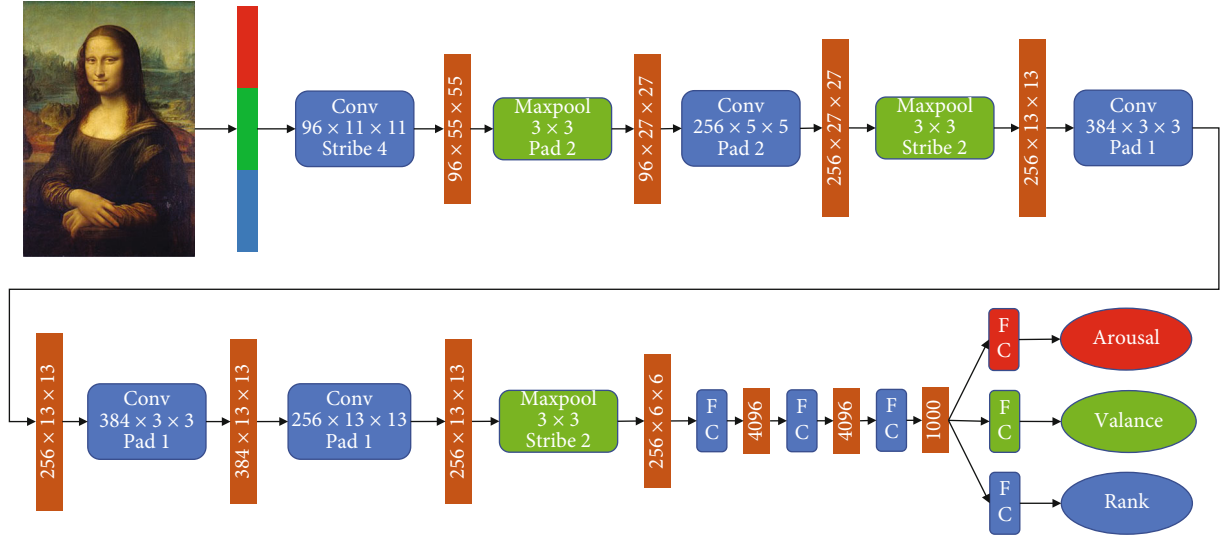 Conv
96 × 11 × 11
Stribe 4
96 × 55 × 55
Maxpool
3 × 3
Pad 2
96 × 27 × 27
Conv
256 × 5 × 5
Pad 2
256 × 27 × 27
Maxpool
3 × 3
Stribe 2
256 × 13 × 13
Conv
384 × 3 × 3
Pad 1
256 × 13 × 13
Conv
384 × 3 × 3
Pad 1
384 × 13 × 13
Conv
256 × 13 × 13
Pad 1
256 × 13 × 13
Maxpool
3 × 3
Stribe 2
256 × 6 × 6
F
C
4096
F
C
4096
F
C
1000
F
C
Arousal
F
C
Valance
F
C
Rank